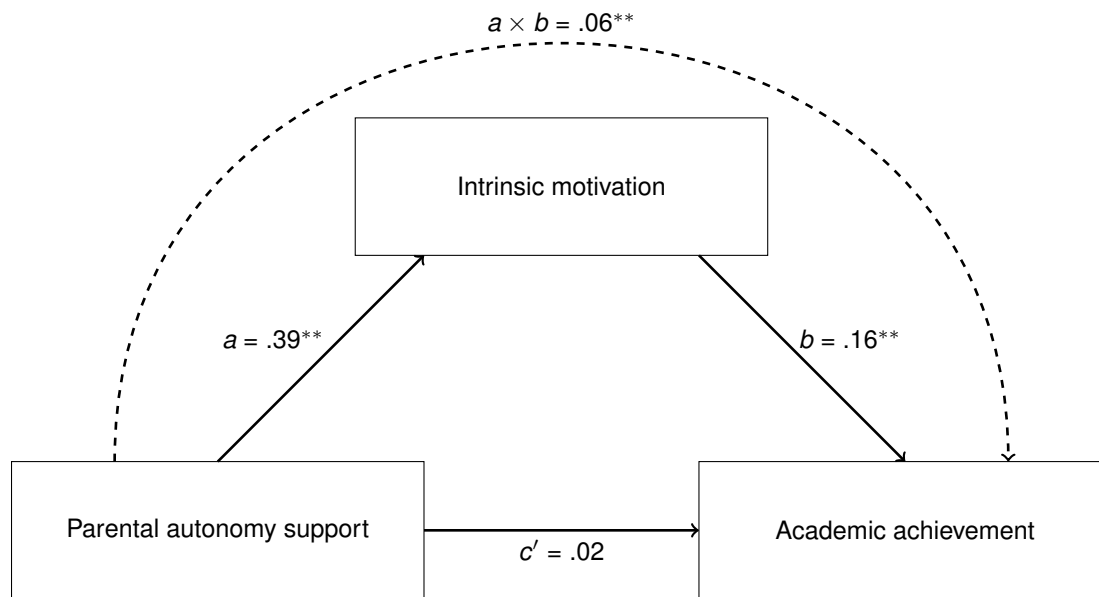 a × b = .06**
Intrinsic motivation
a = .39**
b = .16**
Parental autonomy support
Academic achievement
c′ = .02